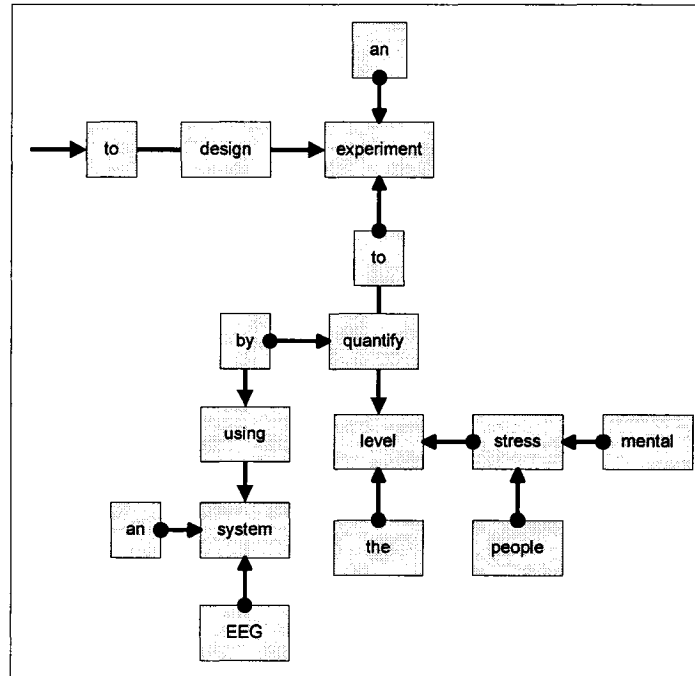 an
to design experiment
to
by quantify
using level stress mental
an system the people
EEG